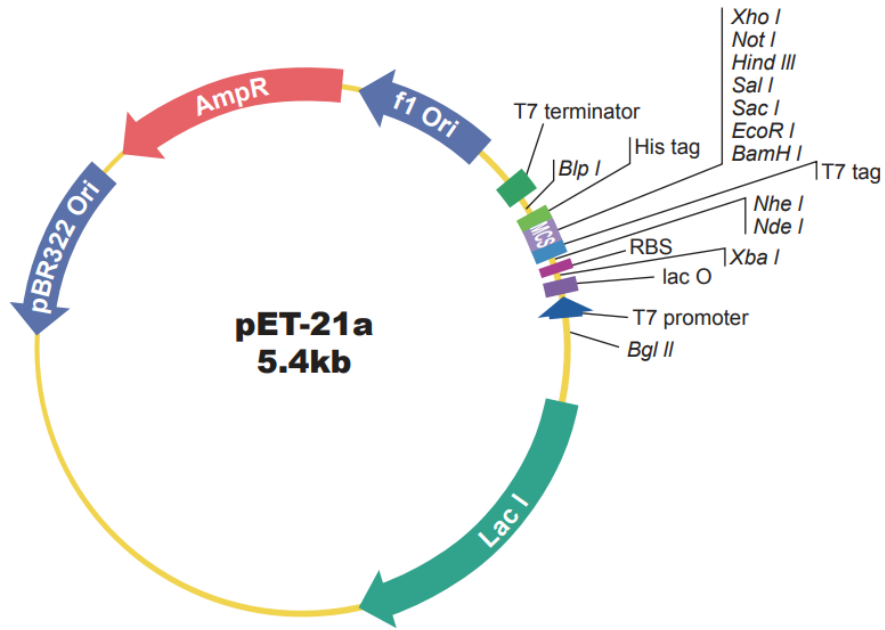 Xho I
Not I
Hind III
Sal I
Sac I
EcoR I
BamH I
AmpR
f1 Ori
T7 terminator
His tag
Blp I
T7 tag
MCS
Nhe I
Nde I
RBS
Xba I
lac O
pBR322 Ori
pET-21a
5.4kb
T7 promoter
Bgl II
Lac I